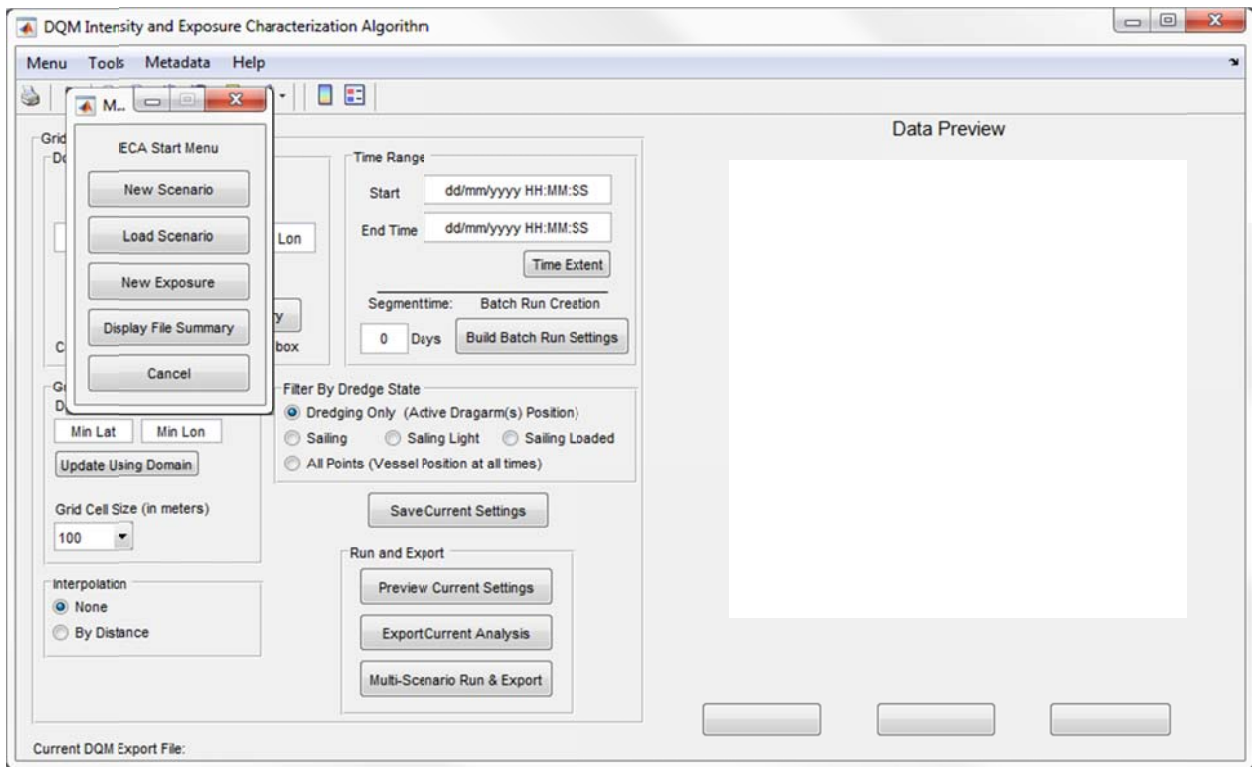 DQM Intensity and Exposure Characterization Algorithm
Menu Tools Metadata Help
M..
IECA Start Menu
New Scenario
Load Scenario
New Exposure
Display File Summary
Cancel
Lon
Time Range
Start dd/mm/yyyy HH:MM:SS
End Time dd/mm/yyyy HH:MM:SS
Time Extent
Segmenttime: Batch Run Creation
0 Days Build Batch Run Settings
box
Min Lat Min Lon
Update Using Domain
Grid Cell Size (in meters)
100
Interpolation
None
By Distance
Filter By Dredge State
Dredging Only (Active Dragarm(s) Position)
Sailing Saling Light Sailing Loaded
All Points (Vessel Position at all times)
SaveCurrent Settings
Run and Export
Preview Current Settings
ExportCurrent Analysis
Multi-Scenario Run & Export
Data Preview
Current DQM Export File: